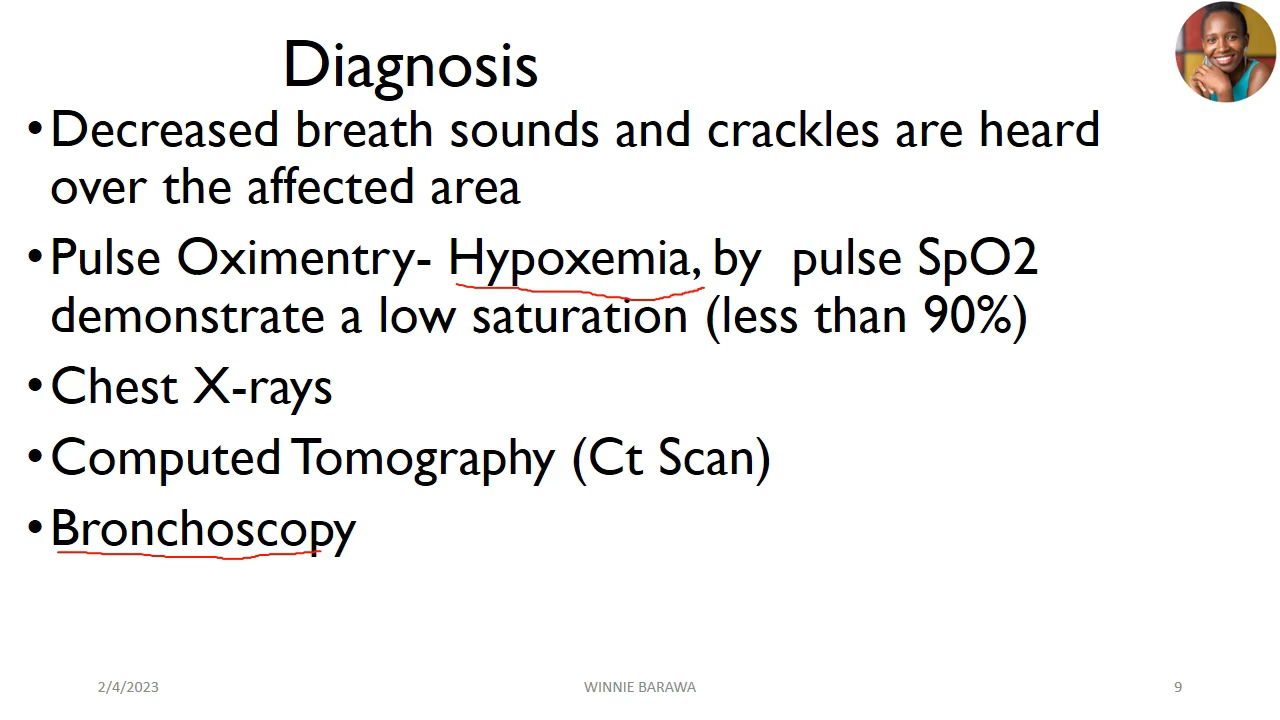 Diagnosis
•Decreased breath sounds and crackles are heard
over the affected area
•Pulse Oximentry- Hypoxemia, by pulse SpO2
demonstrate a low saturation (less than 90%)
•Chest X-rays
•Computed Tomography (Ct Scan)
•Bronchoscopy
2/4/2023
WINNIE BARAWA
9